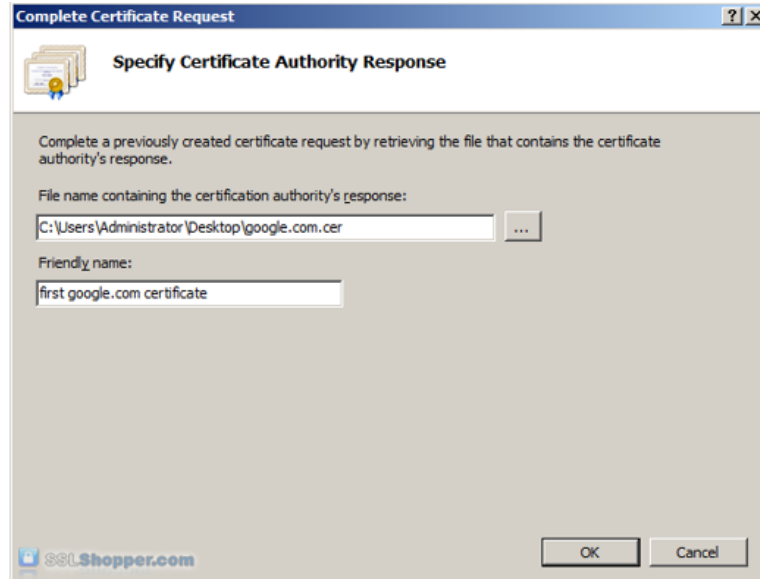 Complete Certificate Request
Specify Certificate Authority Response
Complete a previously created certificate request by retrieving the file that contains the certificate
authority's response.
File name containing the certification authority's response:
C:\Users\Administrator\Desktop\google.com.cer
...
Friendly name:
first google.com certificate
OK
Cancel
SSLShopper.com